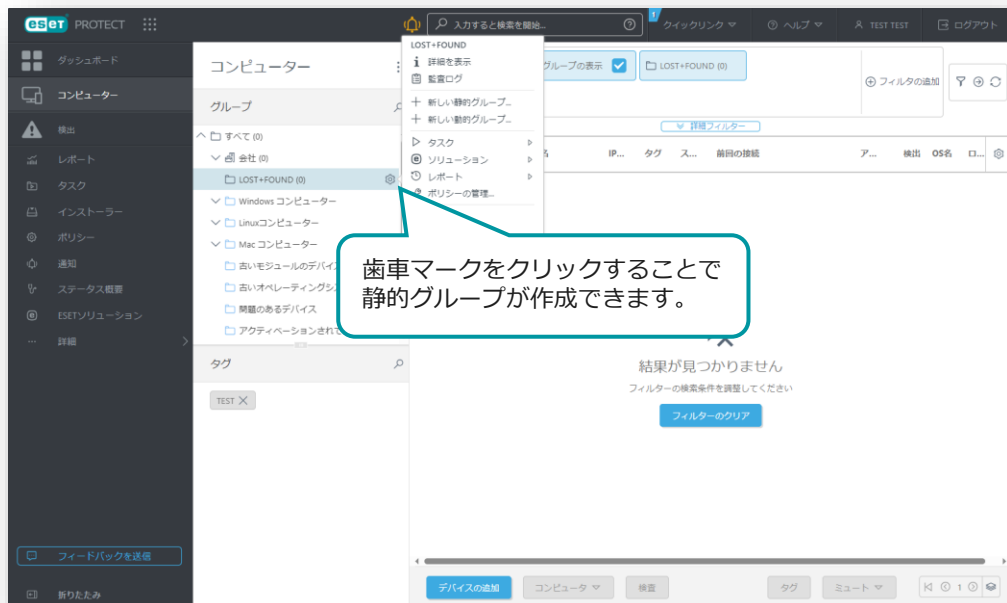 eset PROTECT
入力すると検索を開始...
1
クイックリンク
ヘルプ
TEST TEST
ログアウト
ダッシュボード
コンピューター
検出
レポート
タスク
インストーラー
ポリシー
通知
ステータス概要
ESETソリューション
詳細
フィードバックを送信
折りたたみ
コンピューター
グループ
すべて (0)
会社 (0)
LOST+FOUND (0)
Windows コンピューター
Linuxコンピューター
Mac コンピューター
古いモジュールのデバイス
古いオペレーティングシ
問題のあるデバイス
アクティベーションされて
タグ
TEST
LOST+FOUND
詳細を表示
監査ログ
新しい静的グループ...
新しい動的グループ...
タスク
ソリューション
レポート
ポリシーの管理...
グループの表示
LOST+FOUND (0)
フィルタの追加
詳細フィルター
IP...
タグ
ス...
前回の接続
ア...
検出
OS名
ロ...
歯車マークをクリックすることで
静的グループが作成できます。
結果が見つかりません
フィルターの検索条件を調整してください
フィルターのクリア
デバイスの追加
コンピュータ
検査
タグ
ミュート
1